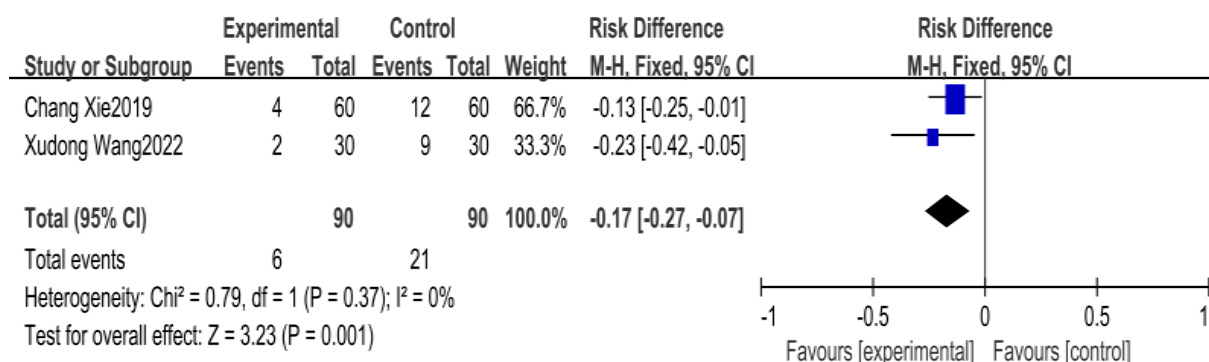 Experimental Control Risk Difference Risk Difference
Study or Subgroup Events Total Events Total Weight M-H, Fixed, 95% CI M-H, Fixed, 95% CI
Chang Xie2019 4 60 12 60 66.7% -0.13 [-0.25, -0.01]
Xudong Wang2022 2 30 9 30 33.3% -0.23 [-0.42, -0.05]
Total (95% CI) 90 90 100.0% -0.17 [-0.27, -0.07]
Total events 6 21
Heterogeneity: Chi² = 0.79, df = 1 (P = 0.37); I² = 0%
Test for overall effect: Z = 3.23 (P = 0.001)
-1 -0.5 0 0.5 1
Favours [experimental] Favours [control]